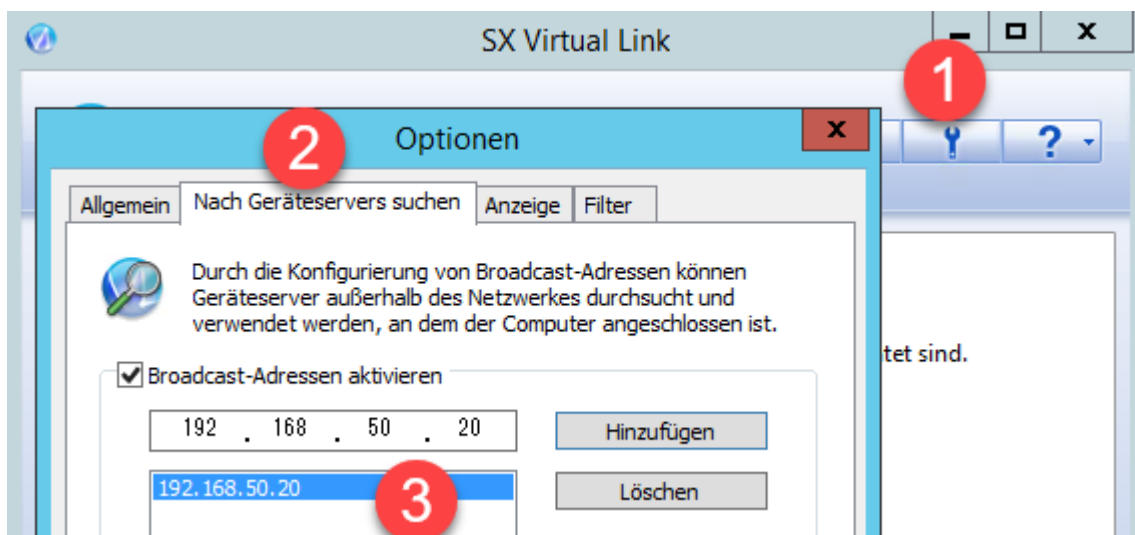 SX Virtual Link
x
1
2
Optionen
x
?
Allgemein
Nach Geräteservers suchen
Anzeige
Filter
Durch die Konfigurierung von Broadcast-Adressen können
Geräteserver außerhalb des Netzwerkes durchsucht und
verwendet werden, an dem der Computer angeschlossen ist.
tet sind.
Broadcast-Adressen aktivieren
192 . 168 . 50 . 20
Hinzufügen
192.168.50.20
3
Löschen